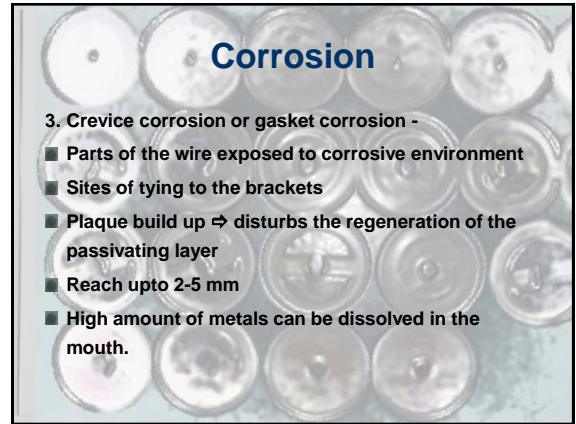 Corrosion
3. Crevice corrosion or gasket corrosion -
Parts of the wire exposed to corrosive environment
Sites of tying to the brackets
Plaque build up ⇨ disturbs the regeneration of the
passivating layer
Reach upto 2-5 mm
High amount of metals can be dissolved in the
mouth.